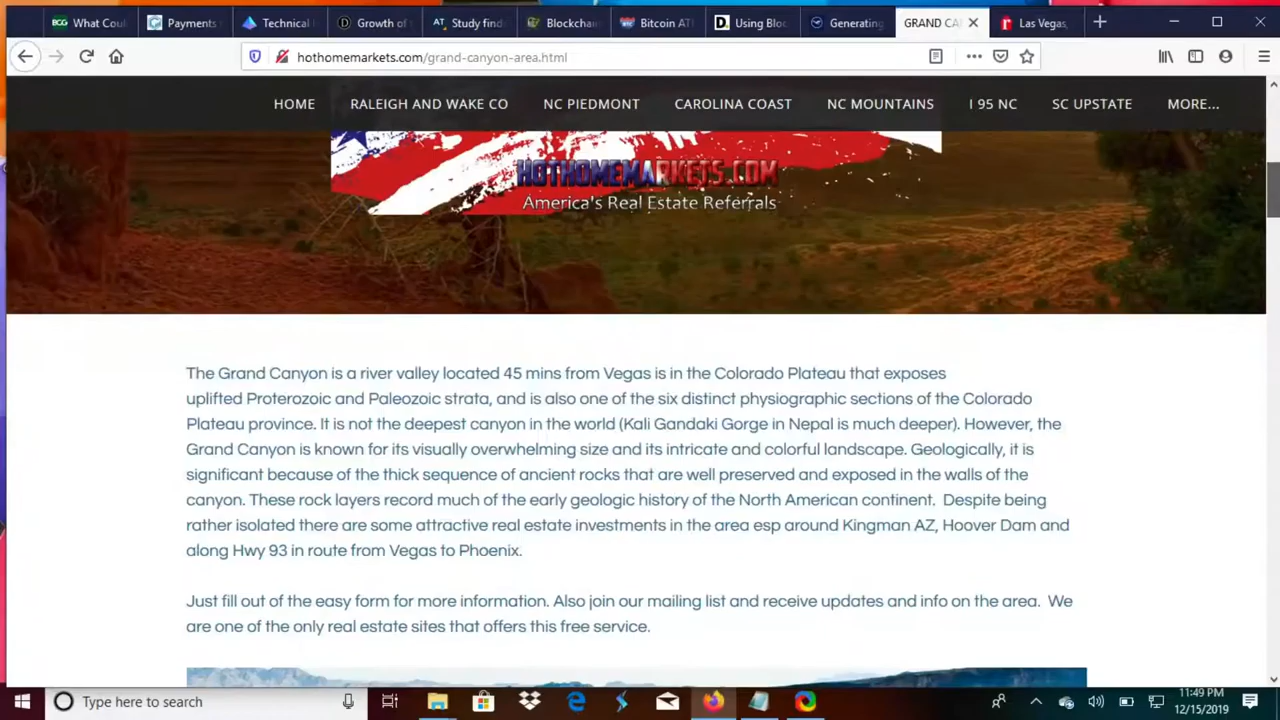 What Coul
Payments
Technical
Growth of
Study find
Blockchain
Bitcoin AT
Using Bloc
Generating
GRAND CA
Las Vegas,
hothomemarkets.com/grand-canyon-area.html
HOME RALEIGH AND WAKE CO NC PIEDMONT CAROLINA COAST NC MOUNTAINS I 95 NC SC UPSTATE MORE...
HOTHOMEMARKETS.COM
America's Real Estate Referrals
The Grand Canyon is a river valley located 45 mins from Vegas is in the Colorado Plateau that exposes
uplifted Proterozoic and Paleozoic strata, and is also one of the six distinct physiographic sections of the Colorado
Plateau province. It is not the deepest canyon in the world (Kali Gandaki Gorge in Nepal is much deeper). However, the
Grand Canyon is known for its visually overwhelming size and its intricate and colorful landscape. Geologically, it is
significant because of the thick sequence of ancient rocks that are well preserved and exposed in the walls of the
canyon. These rock layers record much of the early geologic history of the North American continent. Despite being
rather isolated there are some attractive real estate investments in the area esp around Kingman AZ, Hoover Dam and
along Hwy 93 in route from Vegas to Phoenix.
Just fill out of the easy form for more information. Also join our mailing list and receive updates and info on the area. We
are one of the only real estate sites that offers this free service.
Type here to search
11:49 PM
12/15/2019